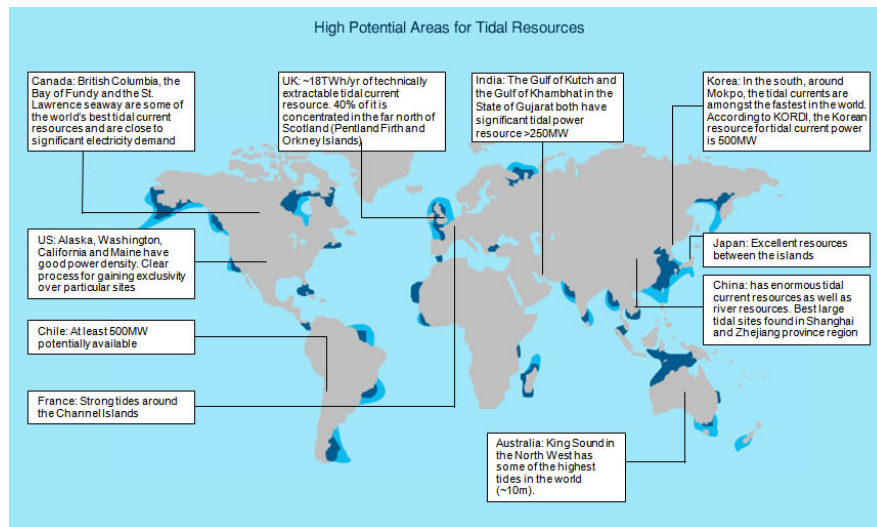 High Potential Areas for Tidal Resources
Canada: British Columbia, the
Bay of Fundy and the St.
Lawrence seaway are some of
the world's best tidal current
resources and are close to
significant electricity demand
UK: ~18TWh/yr of technically
extractable tidal current
resource. 40% of it is
concentrated in the far north of
Scotland (Pentland Firth and
Orkney Islands)
India: The Gulf of Kutch and
the Gulf of Khambhat in the
State of Gujarat both have
significant tidal power
resource >250MW
Korea: In the south, around
Mokpo, the tidal currents are
amongst the fastest in the world.
According to KORDI, the Korean
resource for tidal current power
is 500MW
US: Alaska, Washington,
California and Maine have
good power density. Clear
process for gaining exclusivity
over particular sites
Japan: Excellent resources
between the islands
China: has enormous tidal
current resources as well as
river resources. Best large
tidal sites found in Shanghai
and Zhejiang province region
Chile: At least 500MW
potentially available
France: Strong tides around
the Channel Islands
Australia: King Sound in
the North West has
some of the highest
tides in the world
(~10m).